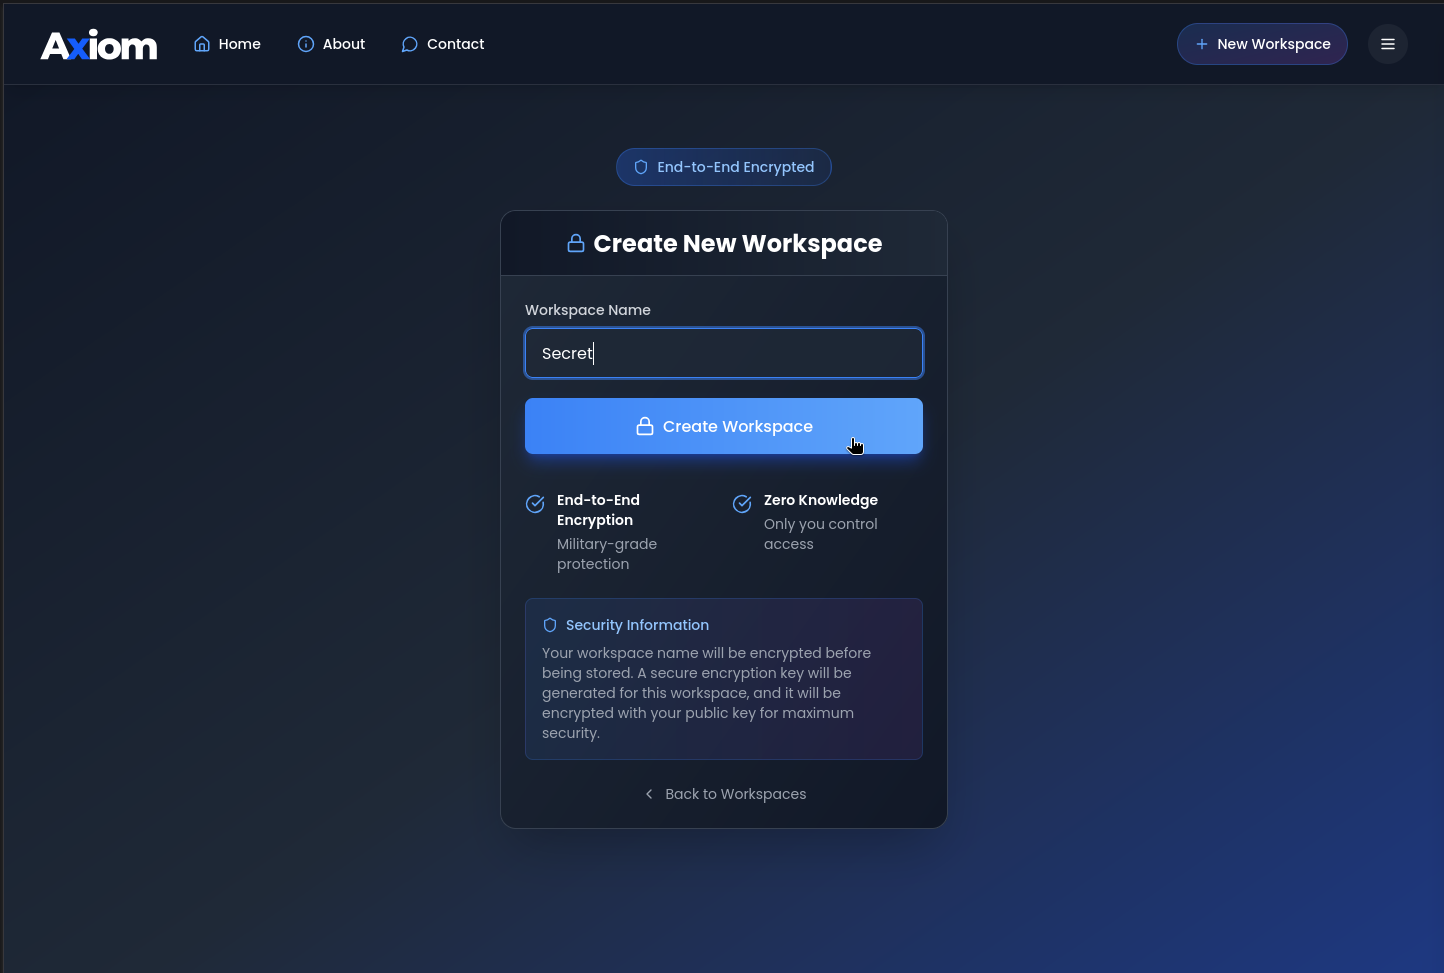 Axiom
Home
About
Contact
New Workspace
End-to-End Encrypted
Create New Workspace
Workspace Name
Secret
Create Workspace
End-to-End
Encryption
Military-grade
protection
Zero Knowledge
Only you control
access
Security Information
Your workspace name will be encrypted before
being stored. A secure encryption key will be
generated for this workspace, and it will be
encrypted with your public key for maximum
security.
Back to Workspaces